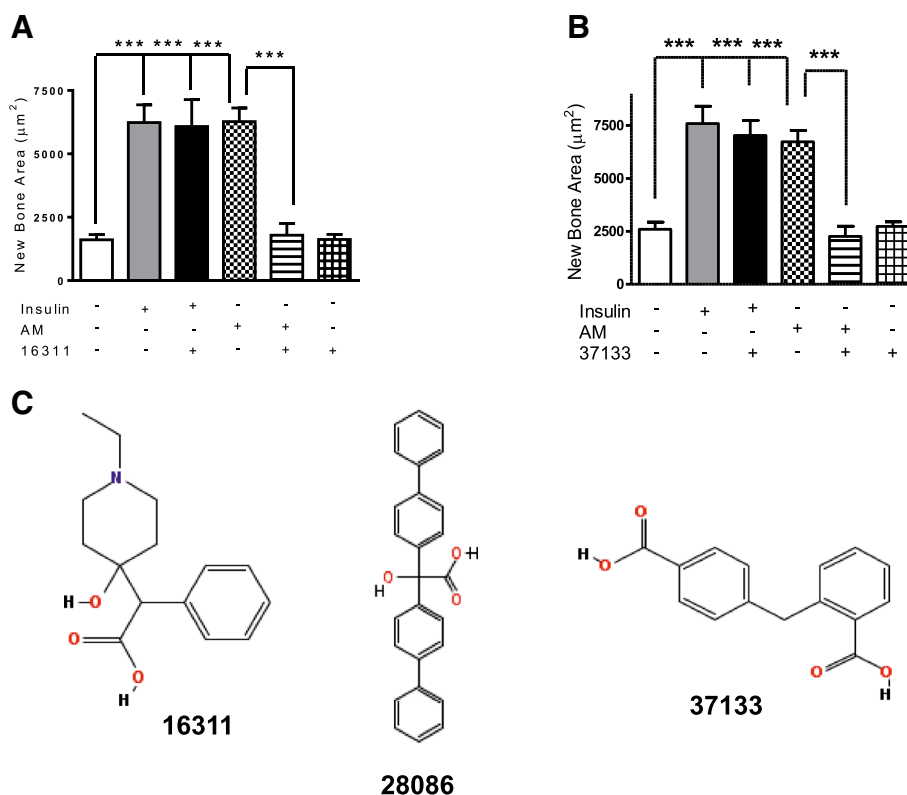 A
*** *** ***
***
New Bone Area (μm²)
7500
5000
2500
0
Insulin - + + - - -
AM - - - + + -
16311 - - + - + +
B
*** *** ***
***
New Bone Area (μm²)
7500
5000
2500
0
Insulin - + + - - -
AM - - - + + -
37133 - - + - + +
C
N
H O
O
O
H
16311
O H
H O
O
28086
O
H O
O
O
H
37133